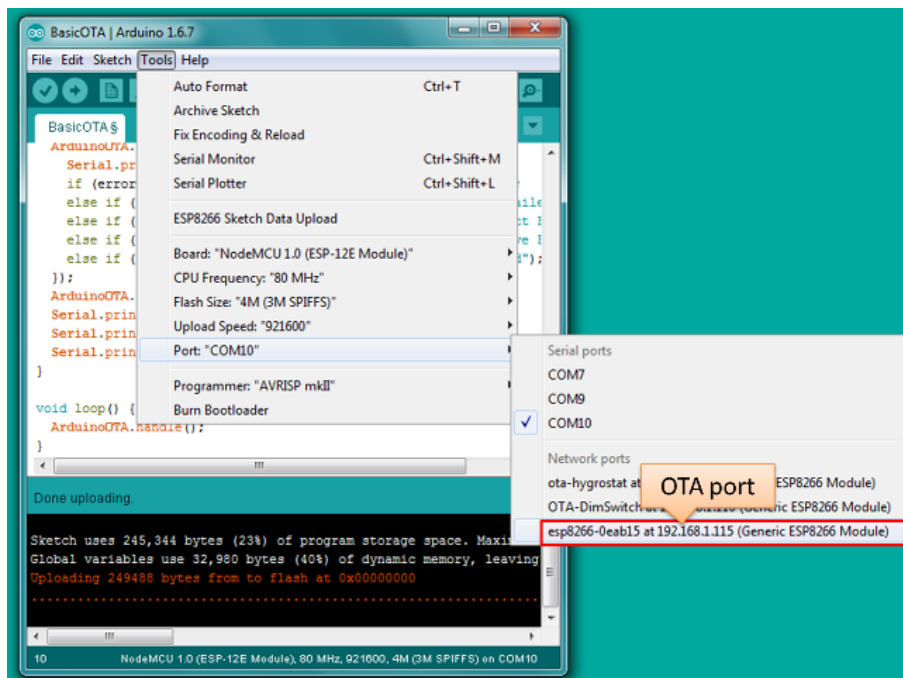 BasicOTA | Arduino 1.6.7
File Edit Sketch Tools Help
Auto Format Ctrl+T
Archive Sketch
Fix Encoding & Reload
Serial Monitor Ctrl+Shift+M
Serial Plotter Ctrl+Shift+L
ESP8266 Sketch Data Upload
Board: "NodeMCU 1.0 (ESP-12E Module)"
CPU Frequency: "80 MHz"
Flash Size: "4M (3M SPIFFS)"
Upload Speed: "921600"
Port: "COM10"
Programmer: "AVRISP mkII"
Burn Bootloader
Serial ports
COM7
COM9
COM10
Network ports
ota-hygrostat at ESP8266 Module)
OTA-DimSwitch at 192.168.1.110 (Generic ESP8266 Module)
esp8266-0eab15 at 192.168.1.115 (Generic ESP8266 Module)
OTA port
BasicOTA§
ArduinoOTA.
Serial.pr
if (error
else if (
else if (
else if (
else if ( d");
});
ArduinoOTA.
Serial.prin
Serial.prin
Serial.prin
}
void loop() {
ArduinoOTA.handle();
}
Done uploading.
Sketch uses 245,344 bytes (23%) of program storage space. Maxi
Global variables use 32,980 bytes (40%) of dynamic memory, leaving
Uploading 249488 bytes from to flash at 0x00000000
10 NodeMCU 1.0 (ESP-12E Module), 80 MHz, 921600, 4M (3M SPIFFS) on COM10